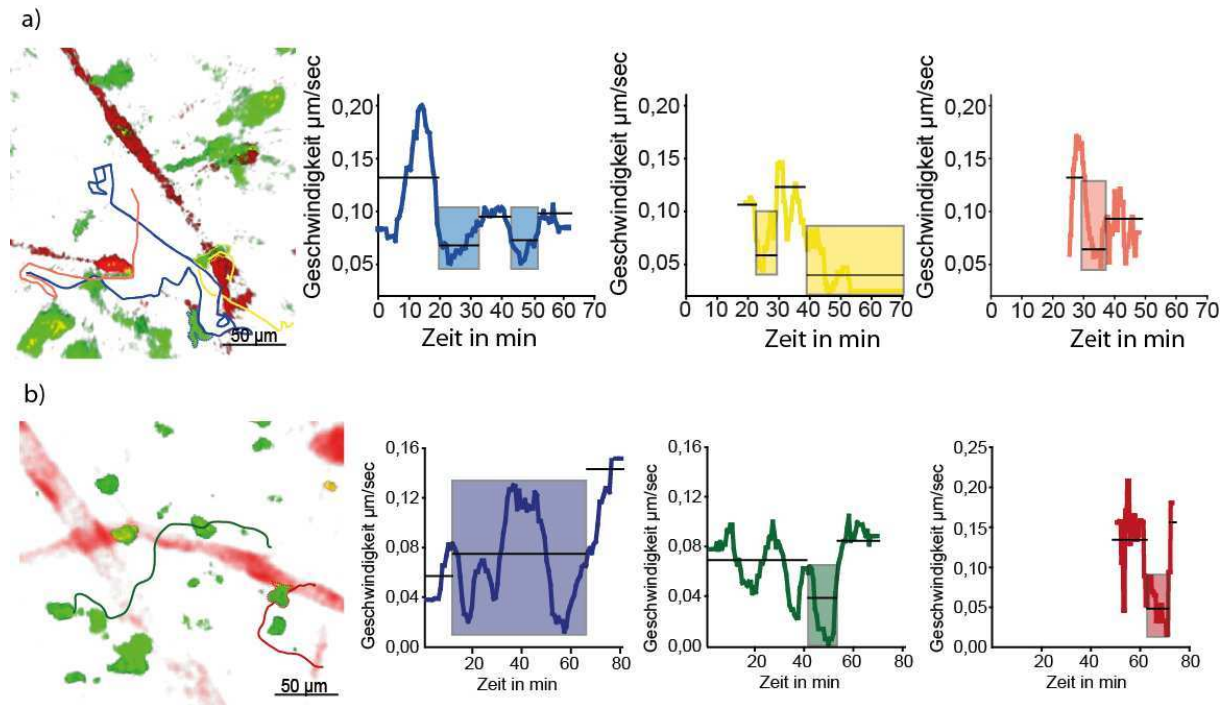 a)
50 µm
Geschwindigkeit µm/sec
0,20
0,15
0,10
0,05
0 10 20 30 40 50 60 70
Zeit in min
Geschwindigkeit µm/sec
0,20
0,15
0,10
0,05
0 10 20 30 40 50 60 70
Zeit in min
Geschwindigkeit µm/sec
0,20
0,15
0,10
0,05
0 10 20 30 40 50 60 70
Zeit in min
b)
50 µm
Geschwindigkeit µm/sec
0,16
0,12
0,08
0,04
0,00
20 40 60 80
Zeit in min
Geschwindigkeit µm/sec
0,16
0,12
0,08
0,04
0,00
20 40 60 80
Zeit in min
Geschwindigkeit µm/sec
0,25
0,20
0,15
0,10
0,05
0,00
20 40 60 80
Zeit in min